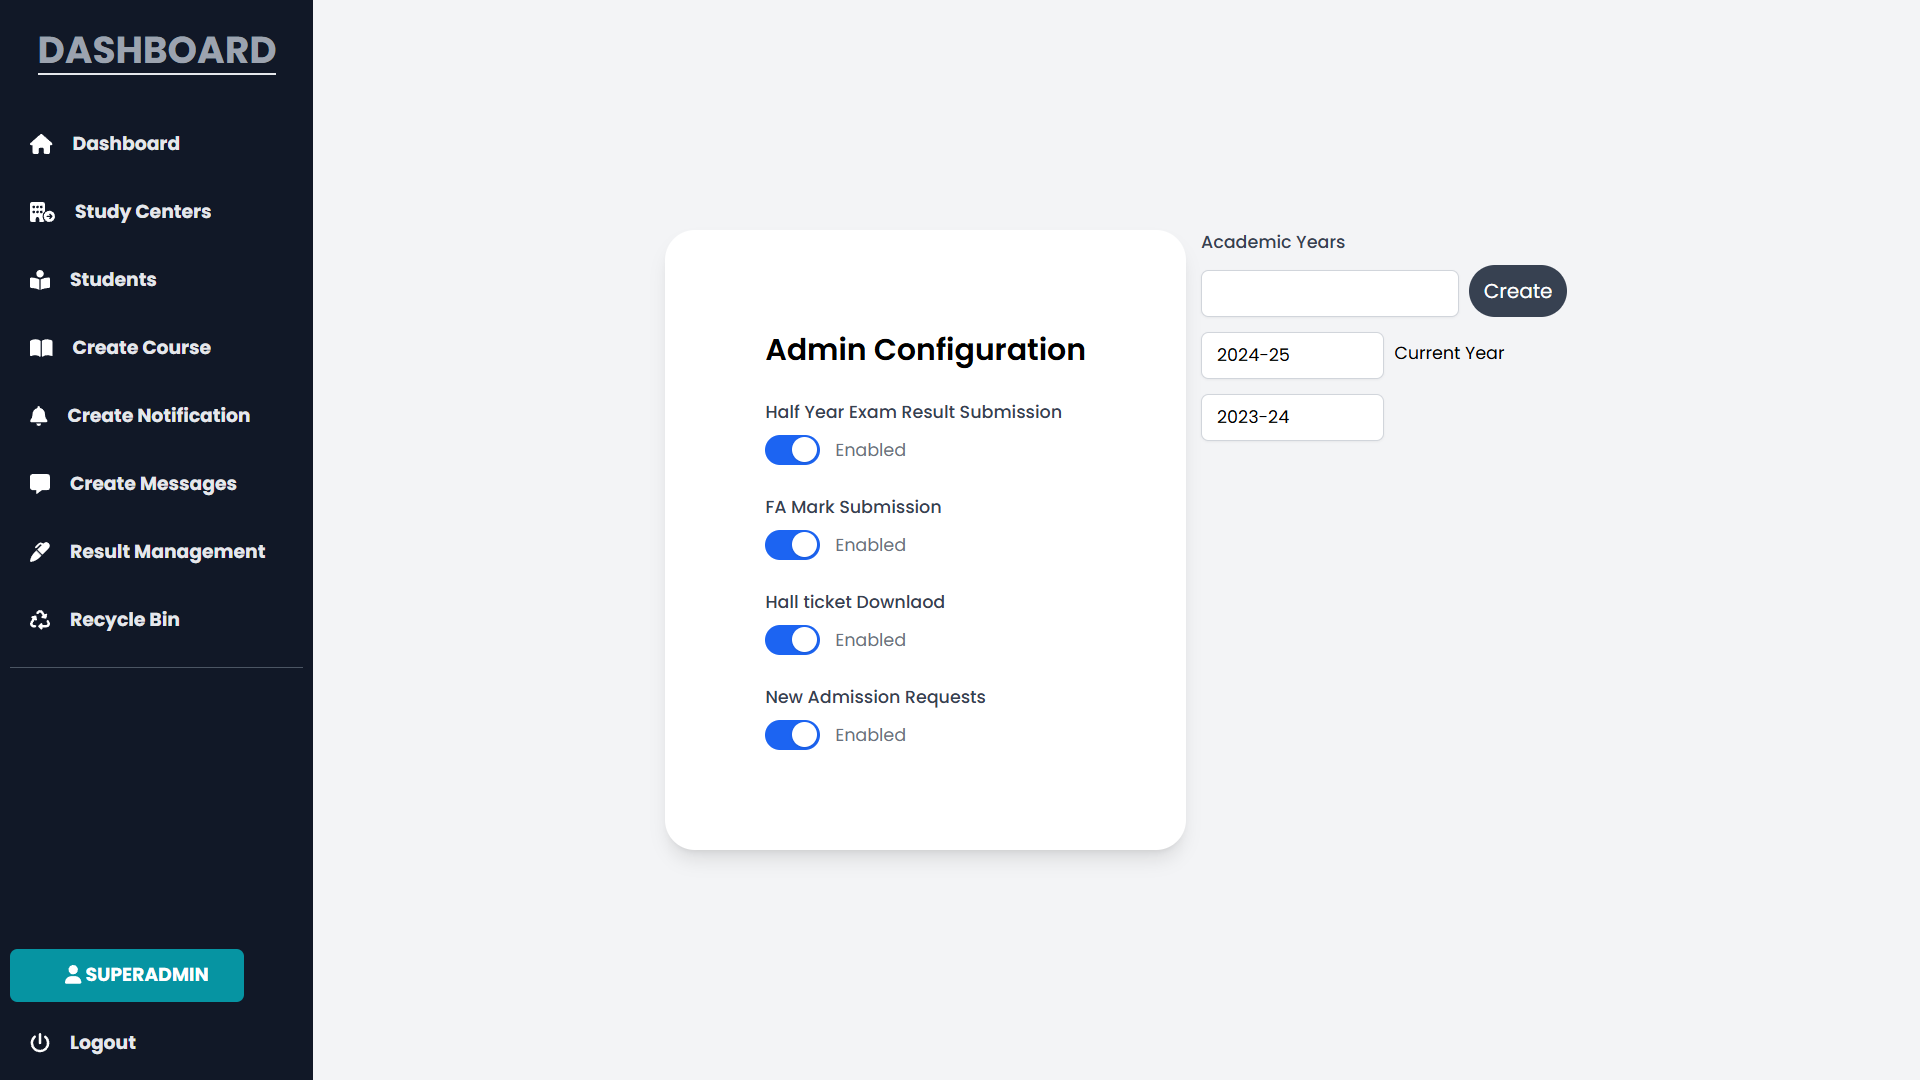 DASHBOARD
Dashboard
Study Centers
Students
Create Course
Create Notification
Create Messages
Result Management
Recycle Bin
SUPERADMIN
Logout
Admin Configuration
Half Year Exam Result Submission
Enabled
FA Mark Submission
Enabled
Hall ticket Downlaod
Enabled
New Admission Requests
Enabled
Academic Years
Create
2024-25 Current Year
2023-24